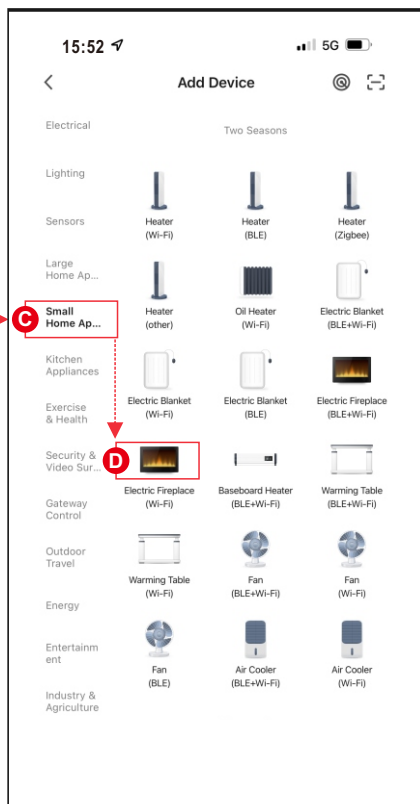 15:52
5G
Add Device
Electrical
Lighting
Sensors
Large
Home Ap...
C
Small
Home Ap...
Kitchen
Appliances
Exercise
& Health
Security &
Video Sur...
Gateway
Control
Outdoor
Travel
Energy
Entertainm
ent
Industry &
Agriculture
Two Seasons
Heater
(Wi-Fi)
Heater
(BLE)
Heater
(Zigbee)
Heater
(other)
Oil Heater
(Wi-Fi)
Electric Blanket
(BLE+Wi-Fi)
Electric Blanket
(Wi-Fi)
Electric Blanket
(BLE)
Electric Fireplace
(BLE+Wi-Fi)
D
Electric Fireplace
(Wi-Fi)
Baseboard Heater
(BLE+Wi-Fi)
Warming Table
(BLE+Wi-Fi)
Warming Table
(Wi-Fi)
Fan
(BLE+Wi-Fi)
Fan
(Wi-Fi)
Fan
(BLE)
Air Cooler
(BLE+Wi-Fi)
Air Cooler
(Wi-Fi)